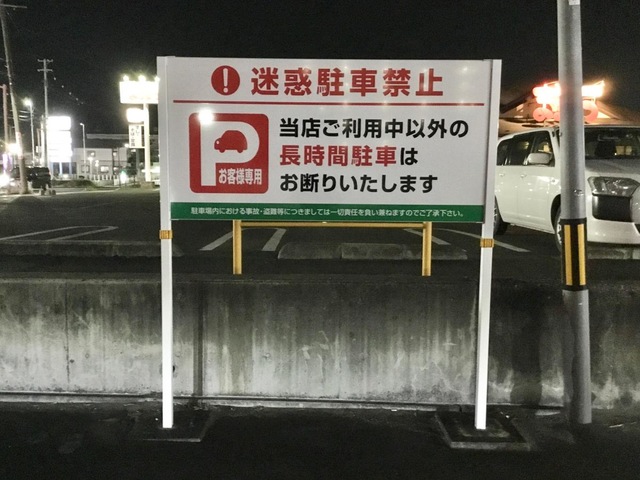 迷惑駐車禁止
P
お客様専用
当店ご利用中以外の
長時間駐車は
お断りいたします
駐車場内における事故・盗難等につきましては一切責任を負い兼ねますのでご了承下さい。